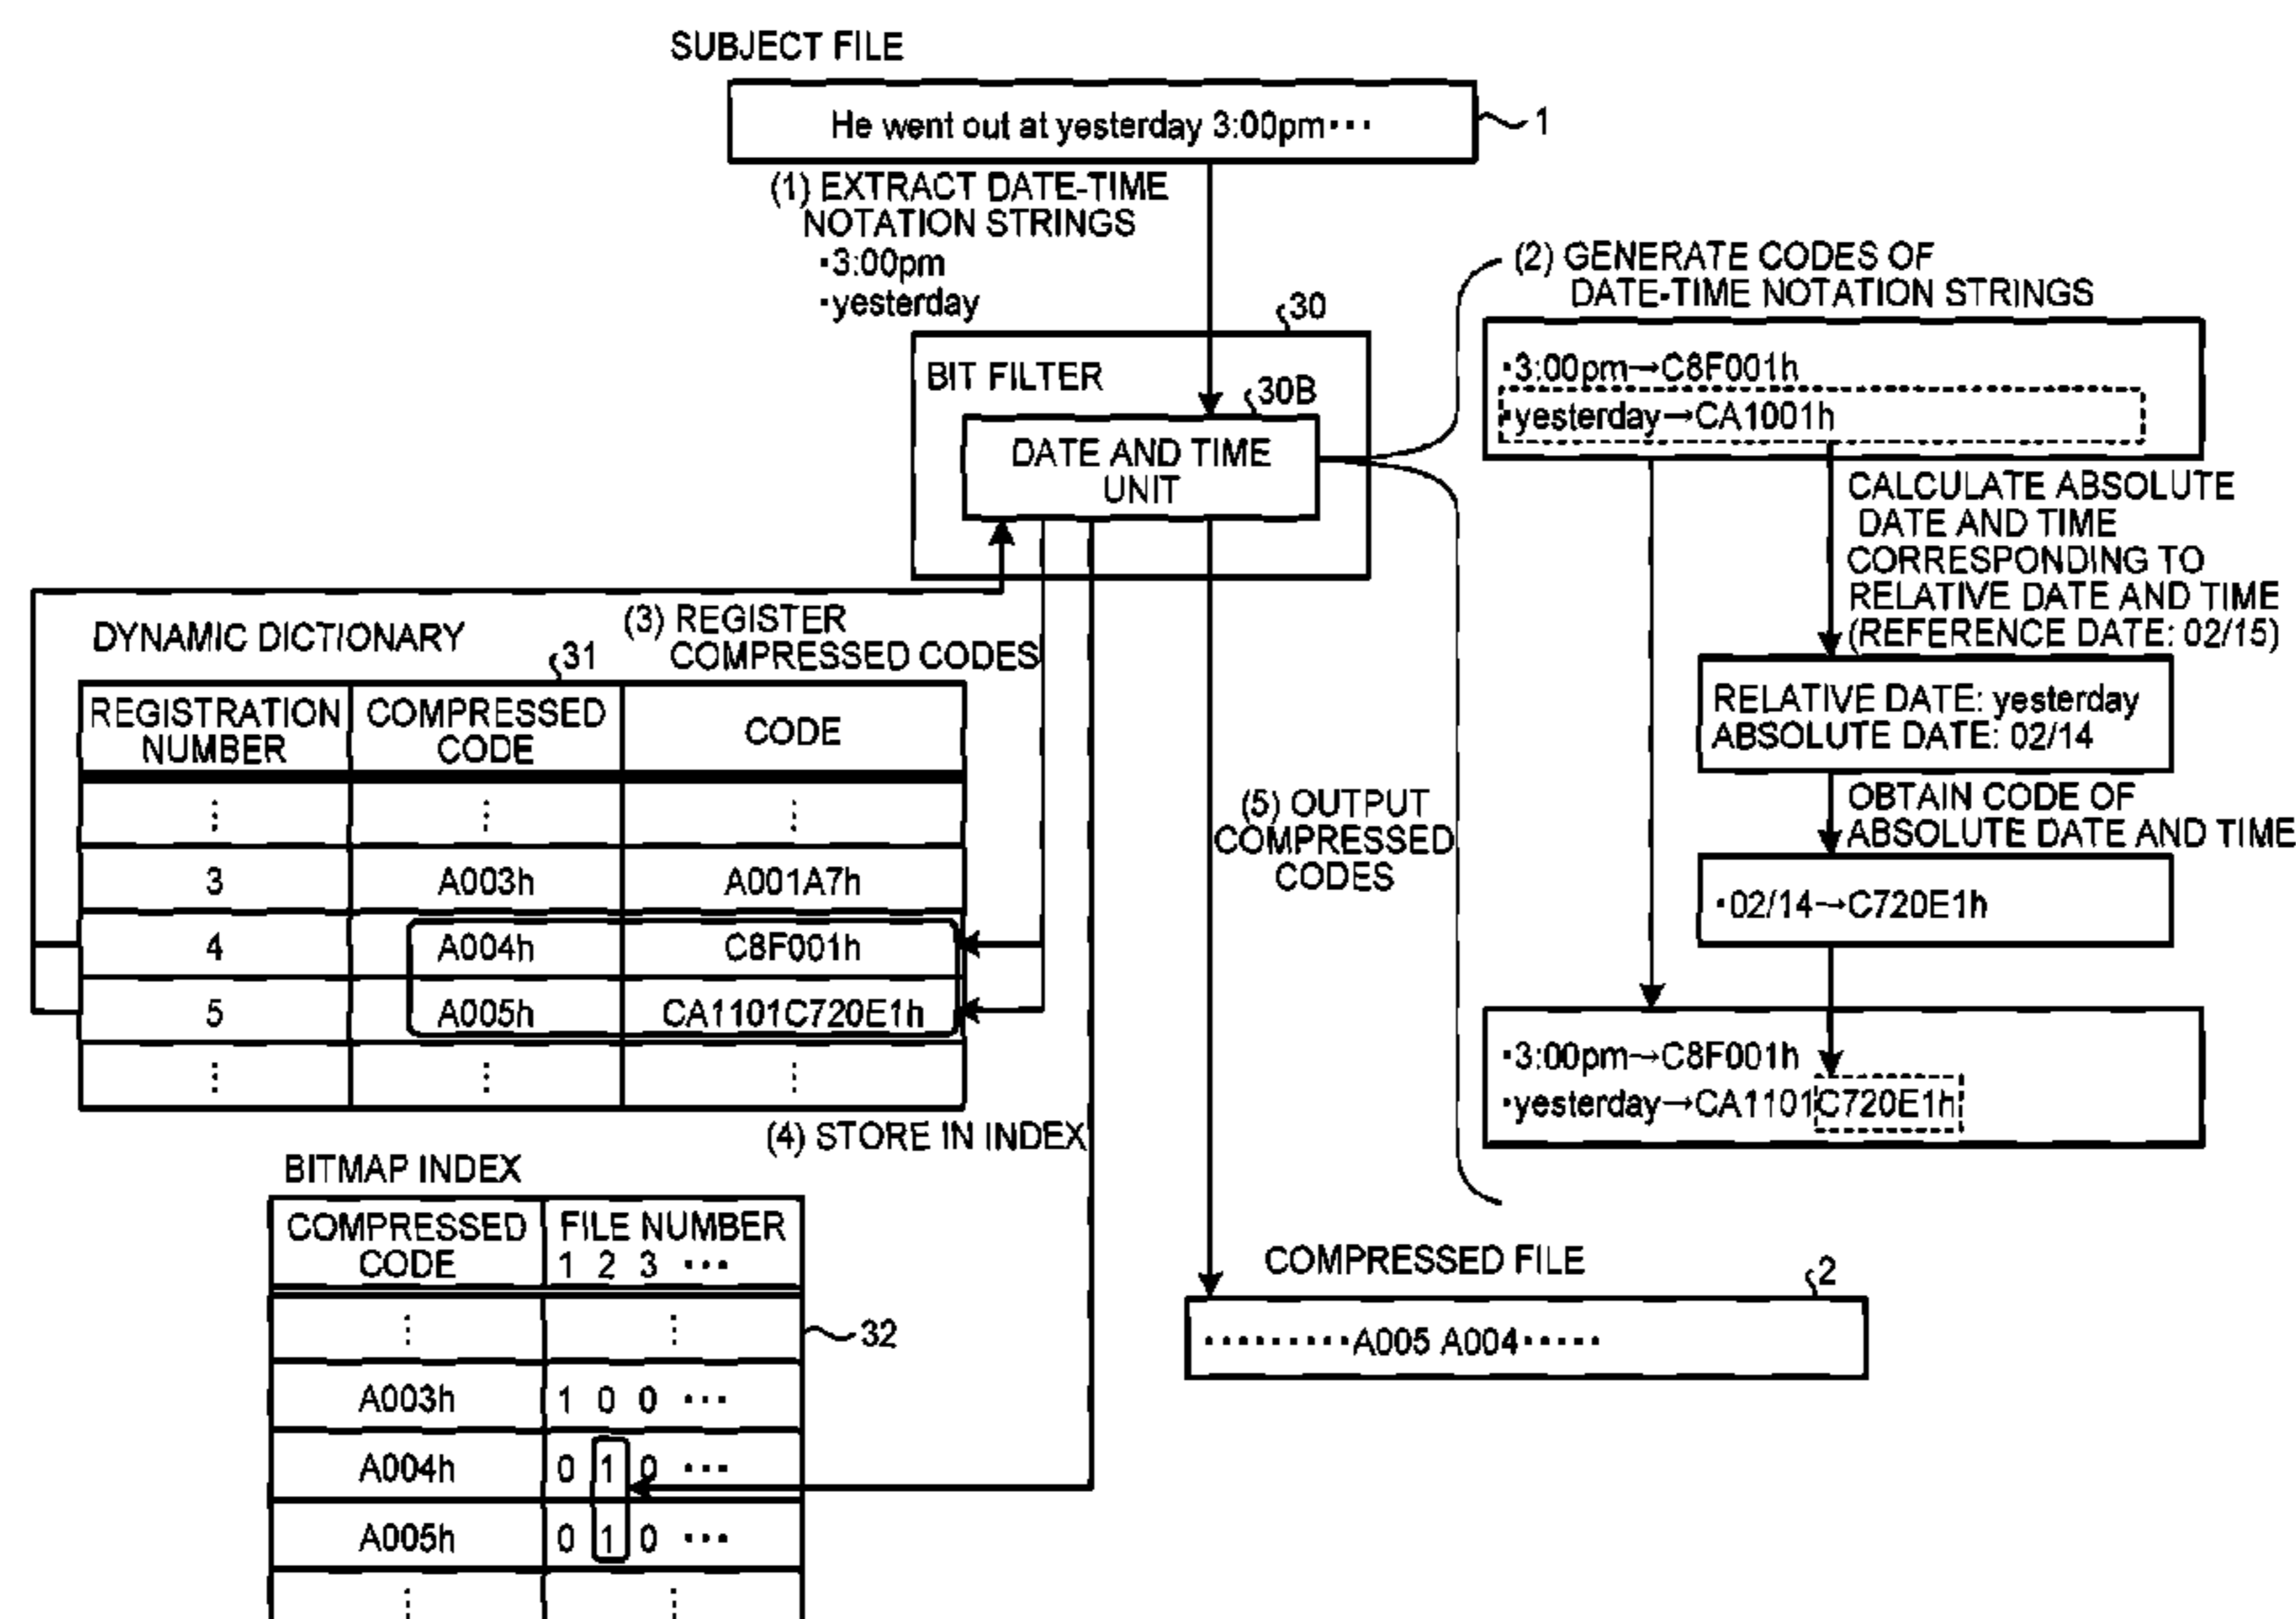 SUBJECT FILE
He went out at yesterday 3:00pm···
1
(1) EXTRACT DATE-TIME
NOTATION STRINGS
·3:00pm
·yesterday
30
BIT FILTER
30B
DATE AND TIME
UNIT
(2) GENERATE CODES OF
DATE-TIME NOTATION STRINGS
·3:00pm→C8F001h
·yesterday→CA1001h
CALCULATE ABSOLUTE
DATE AND TIME
CORRESPONDING TO
RELATIVE DATE AND TIME
(REFERENCE DATE: 02/15)
RELATIVE DATE: yesterday
ABSOLUTE DATE: 02/14
OBTAIN CODE OF
ABSOLUTE DATE AND TIME
·02/14→C720E1h
·3:00pm→C8F001h
·yesterday→CA1101C720E1h
(3) REGISTER
COMPRESSED CODES
DYNAMIC DICTIONARY
31
REGISTRATION NUMBER COMPRESSED CODE CODE
⋮ ⋮ ⋮
3 A003h A001A7h
4 A004h C8F001h
5 A005h CA1101C720E1h
⋮ ⋮ ⋮
(4) STORE IN INDEX
(5) OUTPUT
COMPRESSED
CODES
BITMAP INDEX
COMPRESSED FILE NUMBER
CODE 1 2 3 ···
⋮ ⋮
32
A003h 1 0 0 ···
A004h 0 1 0 ···
A005h 0 1 0 ···
⋮ ⋮
COMPRESSED FILE
2
·········A005 A004·····